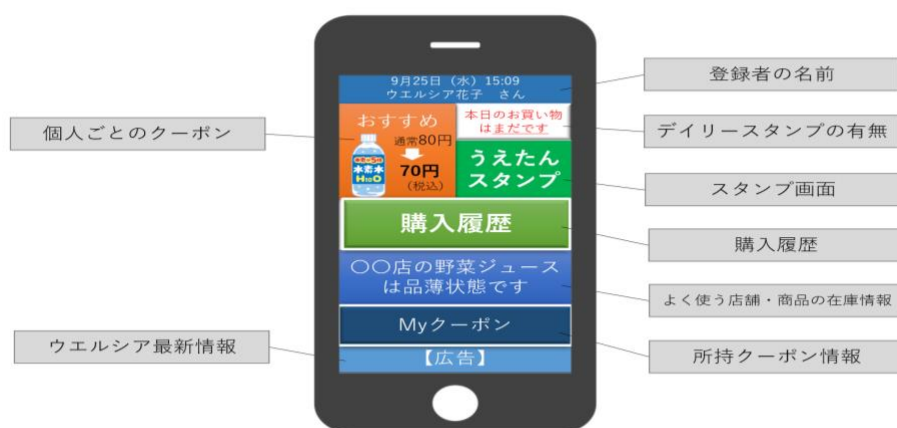 9月25日（水）15:09
ウエルシア花子　さん
おすすめ
通常80円
70円
（税込）
水素水
H₂O
本日のお買い物
はまだです
うえたん
スタンプ
購入履歴
〇〇店の野菜ジュース
は品薄状態です
Myクーポン
【広告】
個人ごとのクーポン
ウエルシア最新情報
登録者の名前
デイリースタンプの有無
スタンプ画面
購入履歴
よく使う店舗・商品の在庫情報
所持クーポン情報